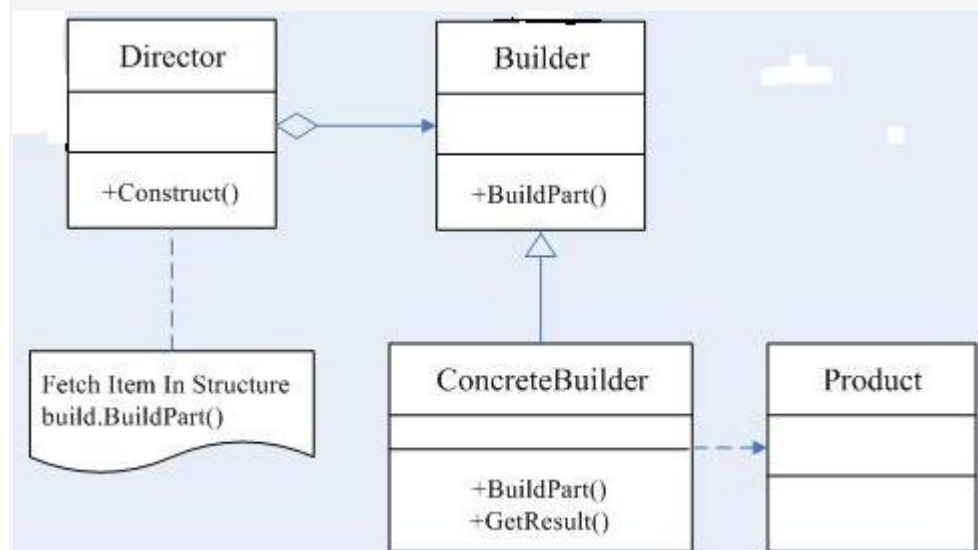 Director
+Construct()
Builder
+BuildPart()
Fetch Item In Structure
build.BuildPart()
ConcreteBuilder
+BuildPart()
+GetResult()
Product